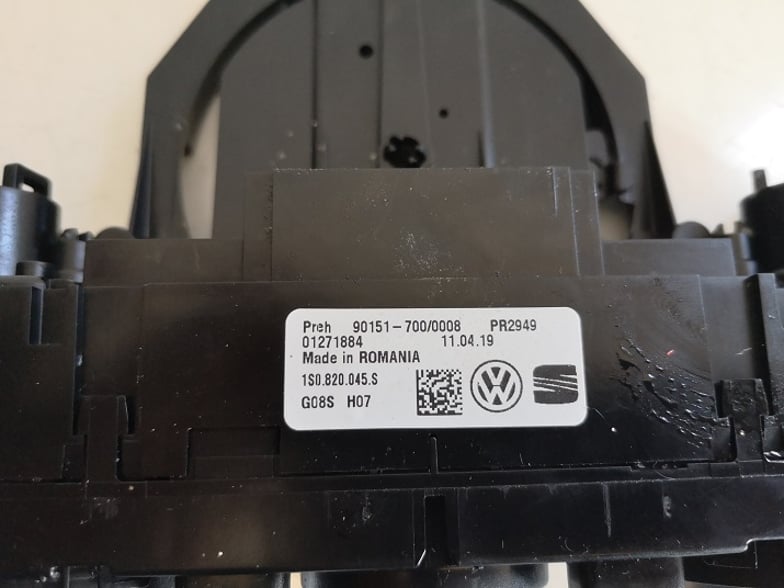 Preh 90151-700/0008 PR2949
01271884 11.04.19
Made in ROMANIA
1S0.820.045.S
G08S H07